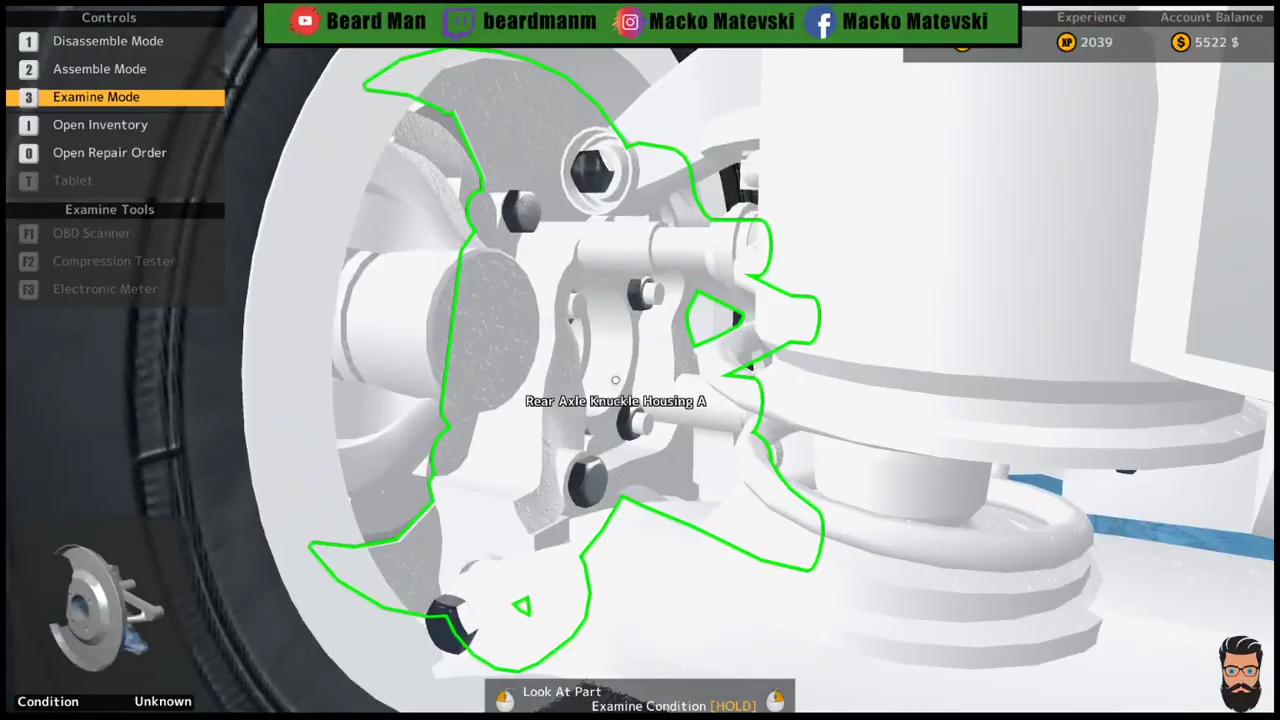 Controls
1 Disassemble Mode
2 Assemble Mode
3 Examine Mode
I Open Inventory
O Open Repair Order
T Tablet
Examine Tools
F1 OBD Scanner
F2 Compression Tester
F3 Electronic Meter
Beard Man beardmanm Macko Matevski Macko Matevski
Experience Account Balance
XP 2039 $ 5522 $
Rear Axle Knuckle Housing A
Condition Unknown
Look At Part
Examine Condition [HOLD]